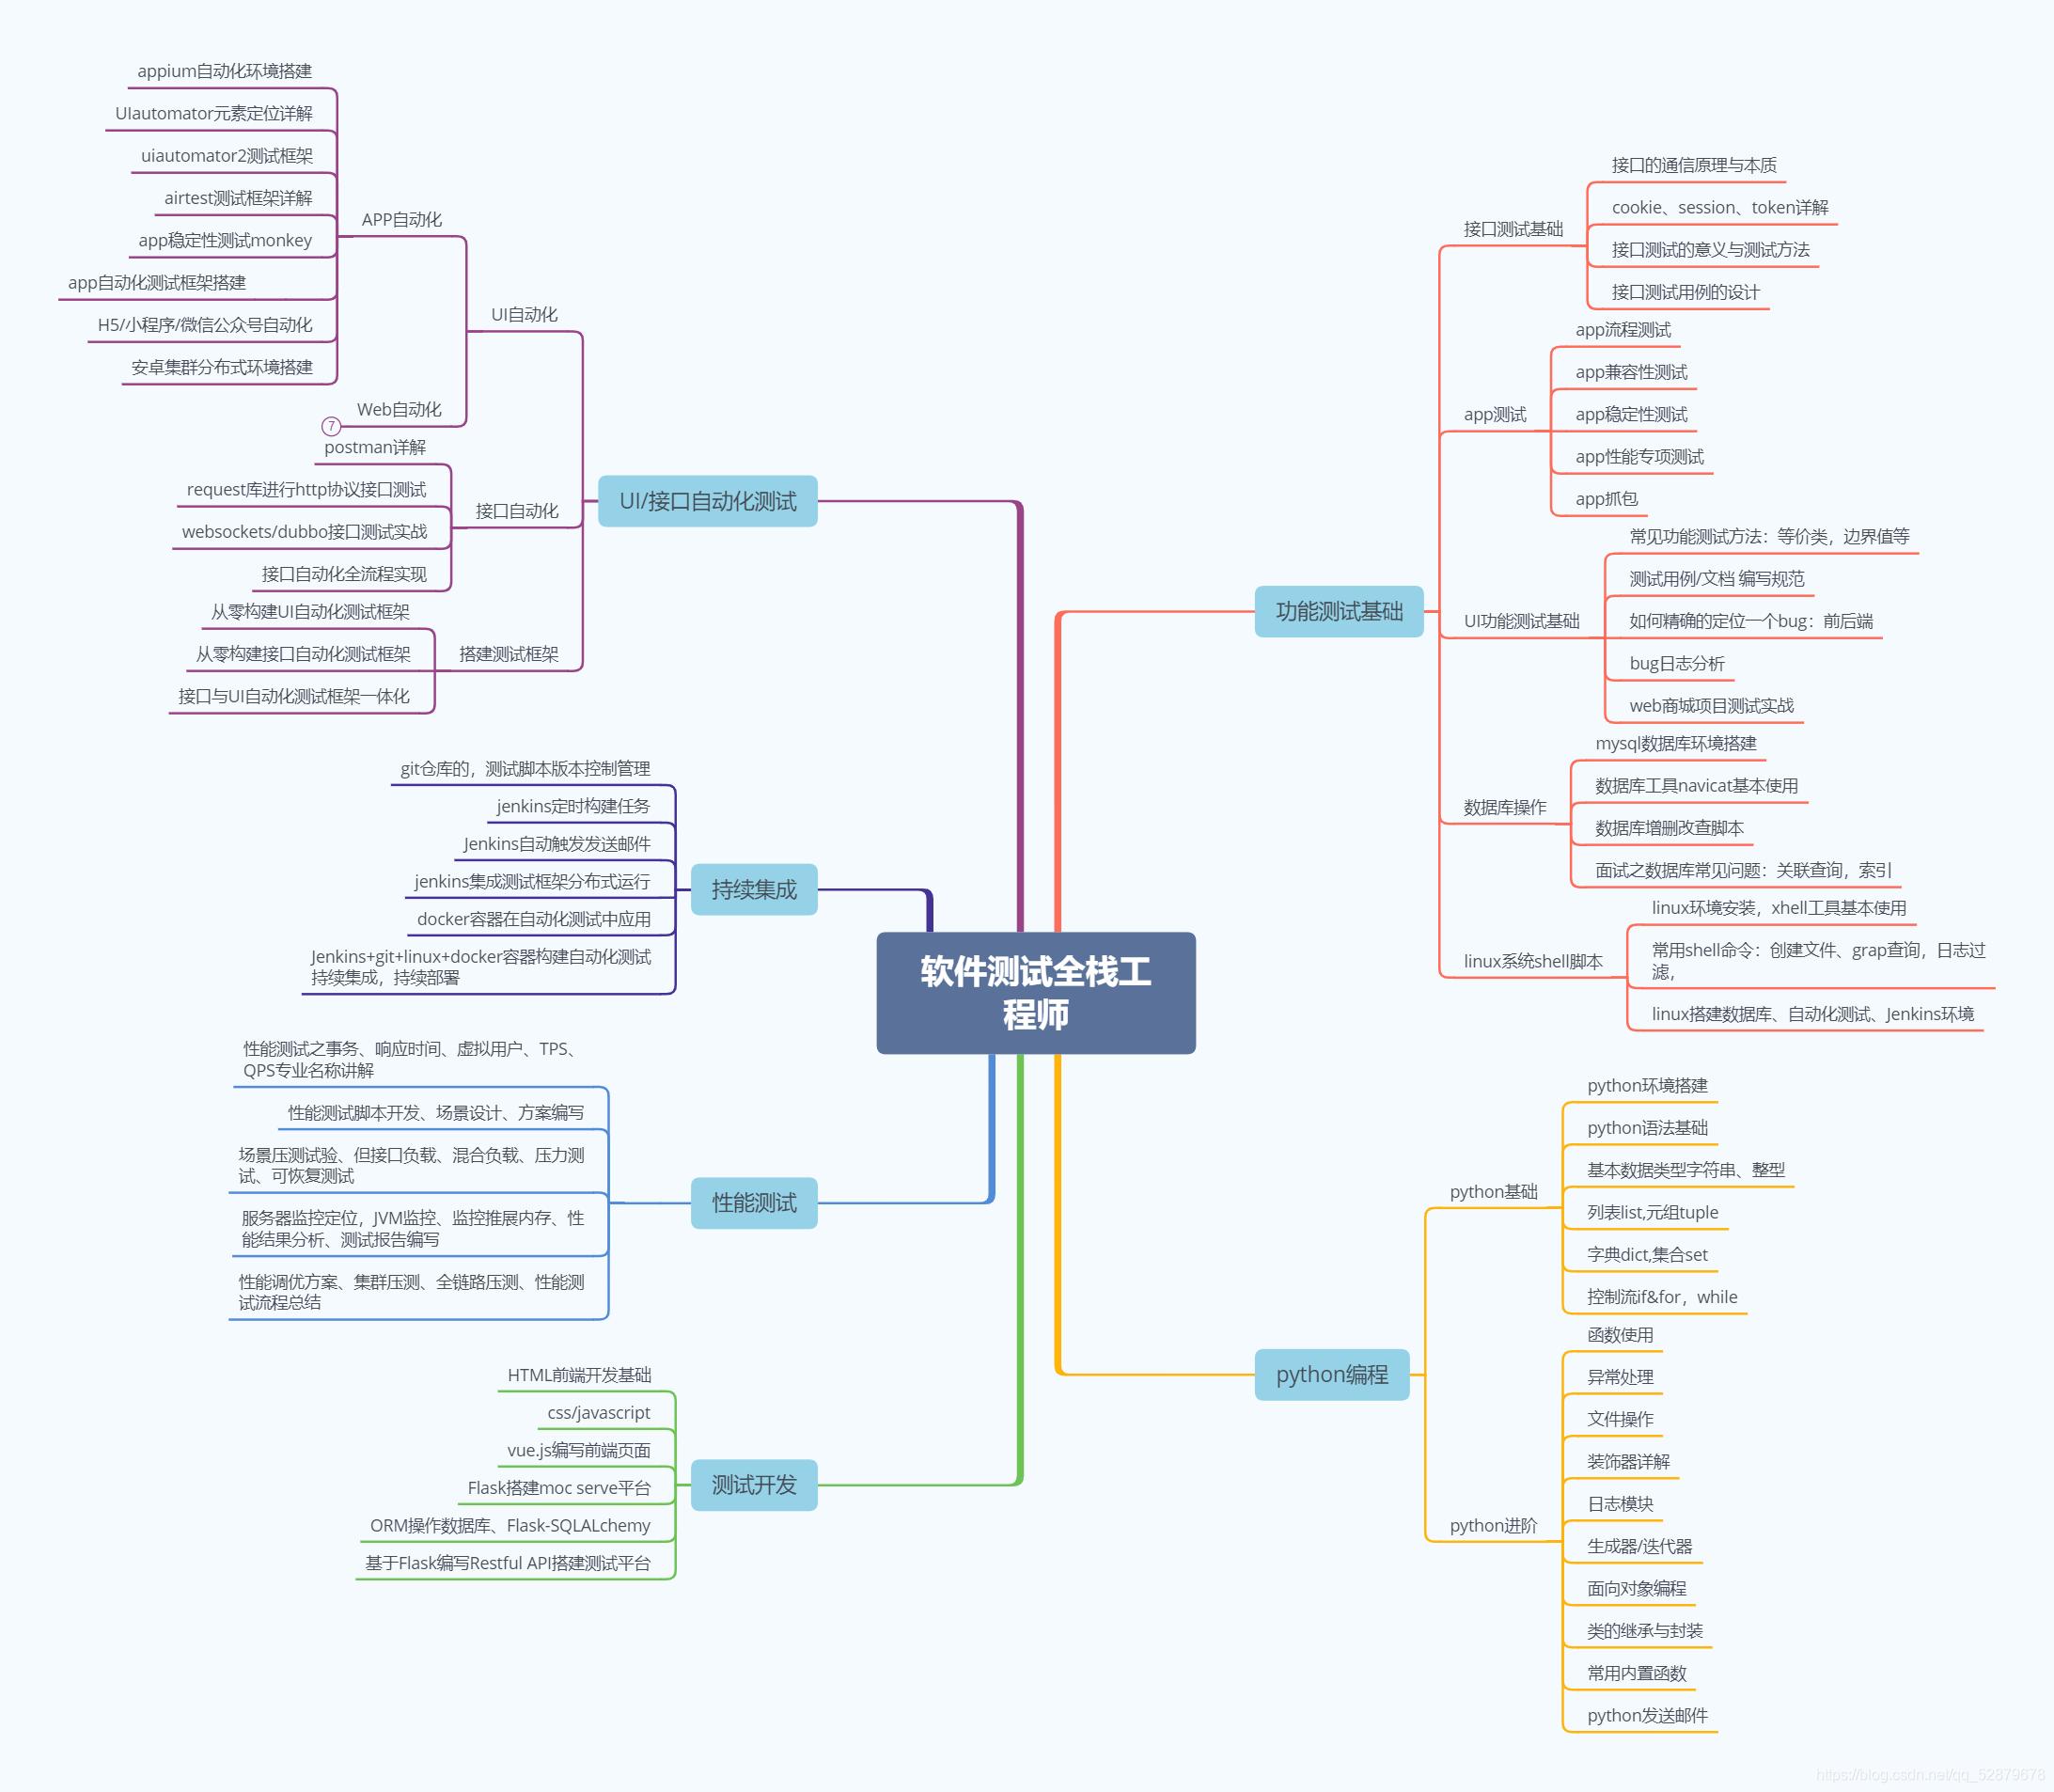 软件测试全栈工
程师
功能测试基础
接口测试基础
接口的通信原理与本质
cookie、session、token详解
接口测试的意义与测试方法
接口测试用例的设计
app测试
app流程测试
app兼容性测试
app稳定性测试
app性能专项测试
app抓包
UI功能测试基础
常见功能测试方法：等价类，边界值等
测试用例/文档 编写规范
如何精确的定位一个bug：前后端
bug日志分析
web商城项目测试实战
数据库操作
mysql数据库环境搭建
数据库工具navicat基本使用
数据库增删改查脚本
面试之数据库常见问题：关联查询，索引
linux系统shell脚本
linux环境安装，xhell工具基本使用
常用shell命令：创建文件、grap查询，日志过
滤，
linux搭建数据库、自动化测试、Jenkins环境
python编程
python基础
python环境搭建
python语法基础
基本数据类型字符串、整型
列表list,元组tuple
字典dict,集合set
控制流if&for，while
python进阶
函数使用
异常处理
文件操作
装饰器详解
日志模块
生成器/迭代器
面向对象编程
类的继承与封装
常用内置函数
python发送邮件
UI/接口自动化测试
UI自动化
APP自动化
appium自动化环境搭建
UIautomator元素定位详解
uiautomator2测试框架
airtest测试框架详解
app稳定性测试monkey
app自动化测试框架搭建
H5/小程序/微信公众号自动化
安卓集群分布式环境搭建
Web自动化
7
接口自动化
postman详解
request库进行http协议接口测试
websockets/dubbo接口测试实战
接口自动化全流程实现
搭建测试框架
从零构建UI自动化测试框架
从零构建接口自动化测试框架
接口与UI自动化测试框架一体化
持续集成
git仓库的，测试脚本版本控制管理
jenkins定时构建任务
Jenkins自动触发发送邮件
jenkins集成测试框架分布式运行
docker容器在自动化测试中应用
Jenkins+git+linux+docker容器构建自动化测试
持续集成，持续部署
性能测试
性能测试之事务、响应时间、虚拟用户、TPS、
QPS专业名称讲解
性能测试脚本开发、场景设计、方案编写
场景压测试验、但接口负载、混合负载、压力测
试、可恢复测试
服务器监控定位，JVM监控、监控推展内存、性
能结果分析、测试报告编写
性能调优方案、集群压测、全链路压测、性能测
试流程总结
测试开发
HTML前端开发基础
css/javascript
vue.js编写前端页面
Flask搭建moc serve平台
ORM操作数据库、Flask-SQLALchemy
基于Flask编写Restful API搭建测试平台
https://blog.csdn.net/qq_52879678